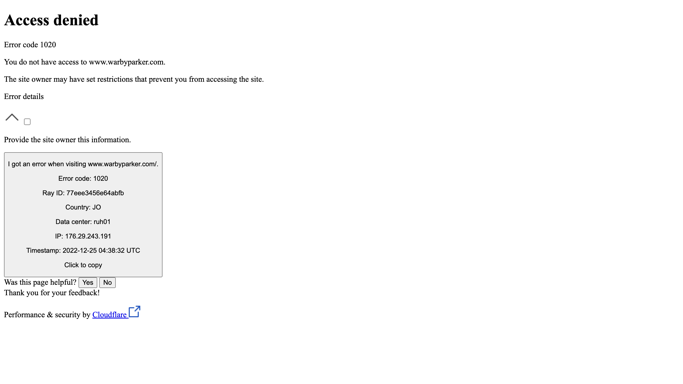 Access denied
Error code 1020
You do not have access to www.warbyparker.com.
The site owner may have set restrictions that prevent you from accessing the site.
Error details
Provide the site owner this information.
I got an error when visiting www.warbyparker.com/.
Error code: 1020
Ray ID: 77eee3456e64abfb
Country: JO
Data center: ruh01
IP: 176.29.243.191
Timestamp: 2022-12-25 04:38:32 UTC
Click to copy
Was this page helpful? Yes No
Thank you for your feedback!
Performance & security by Cloudflare